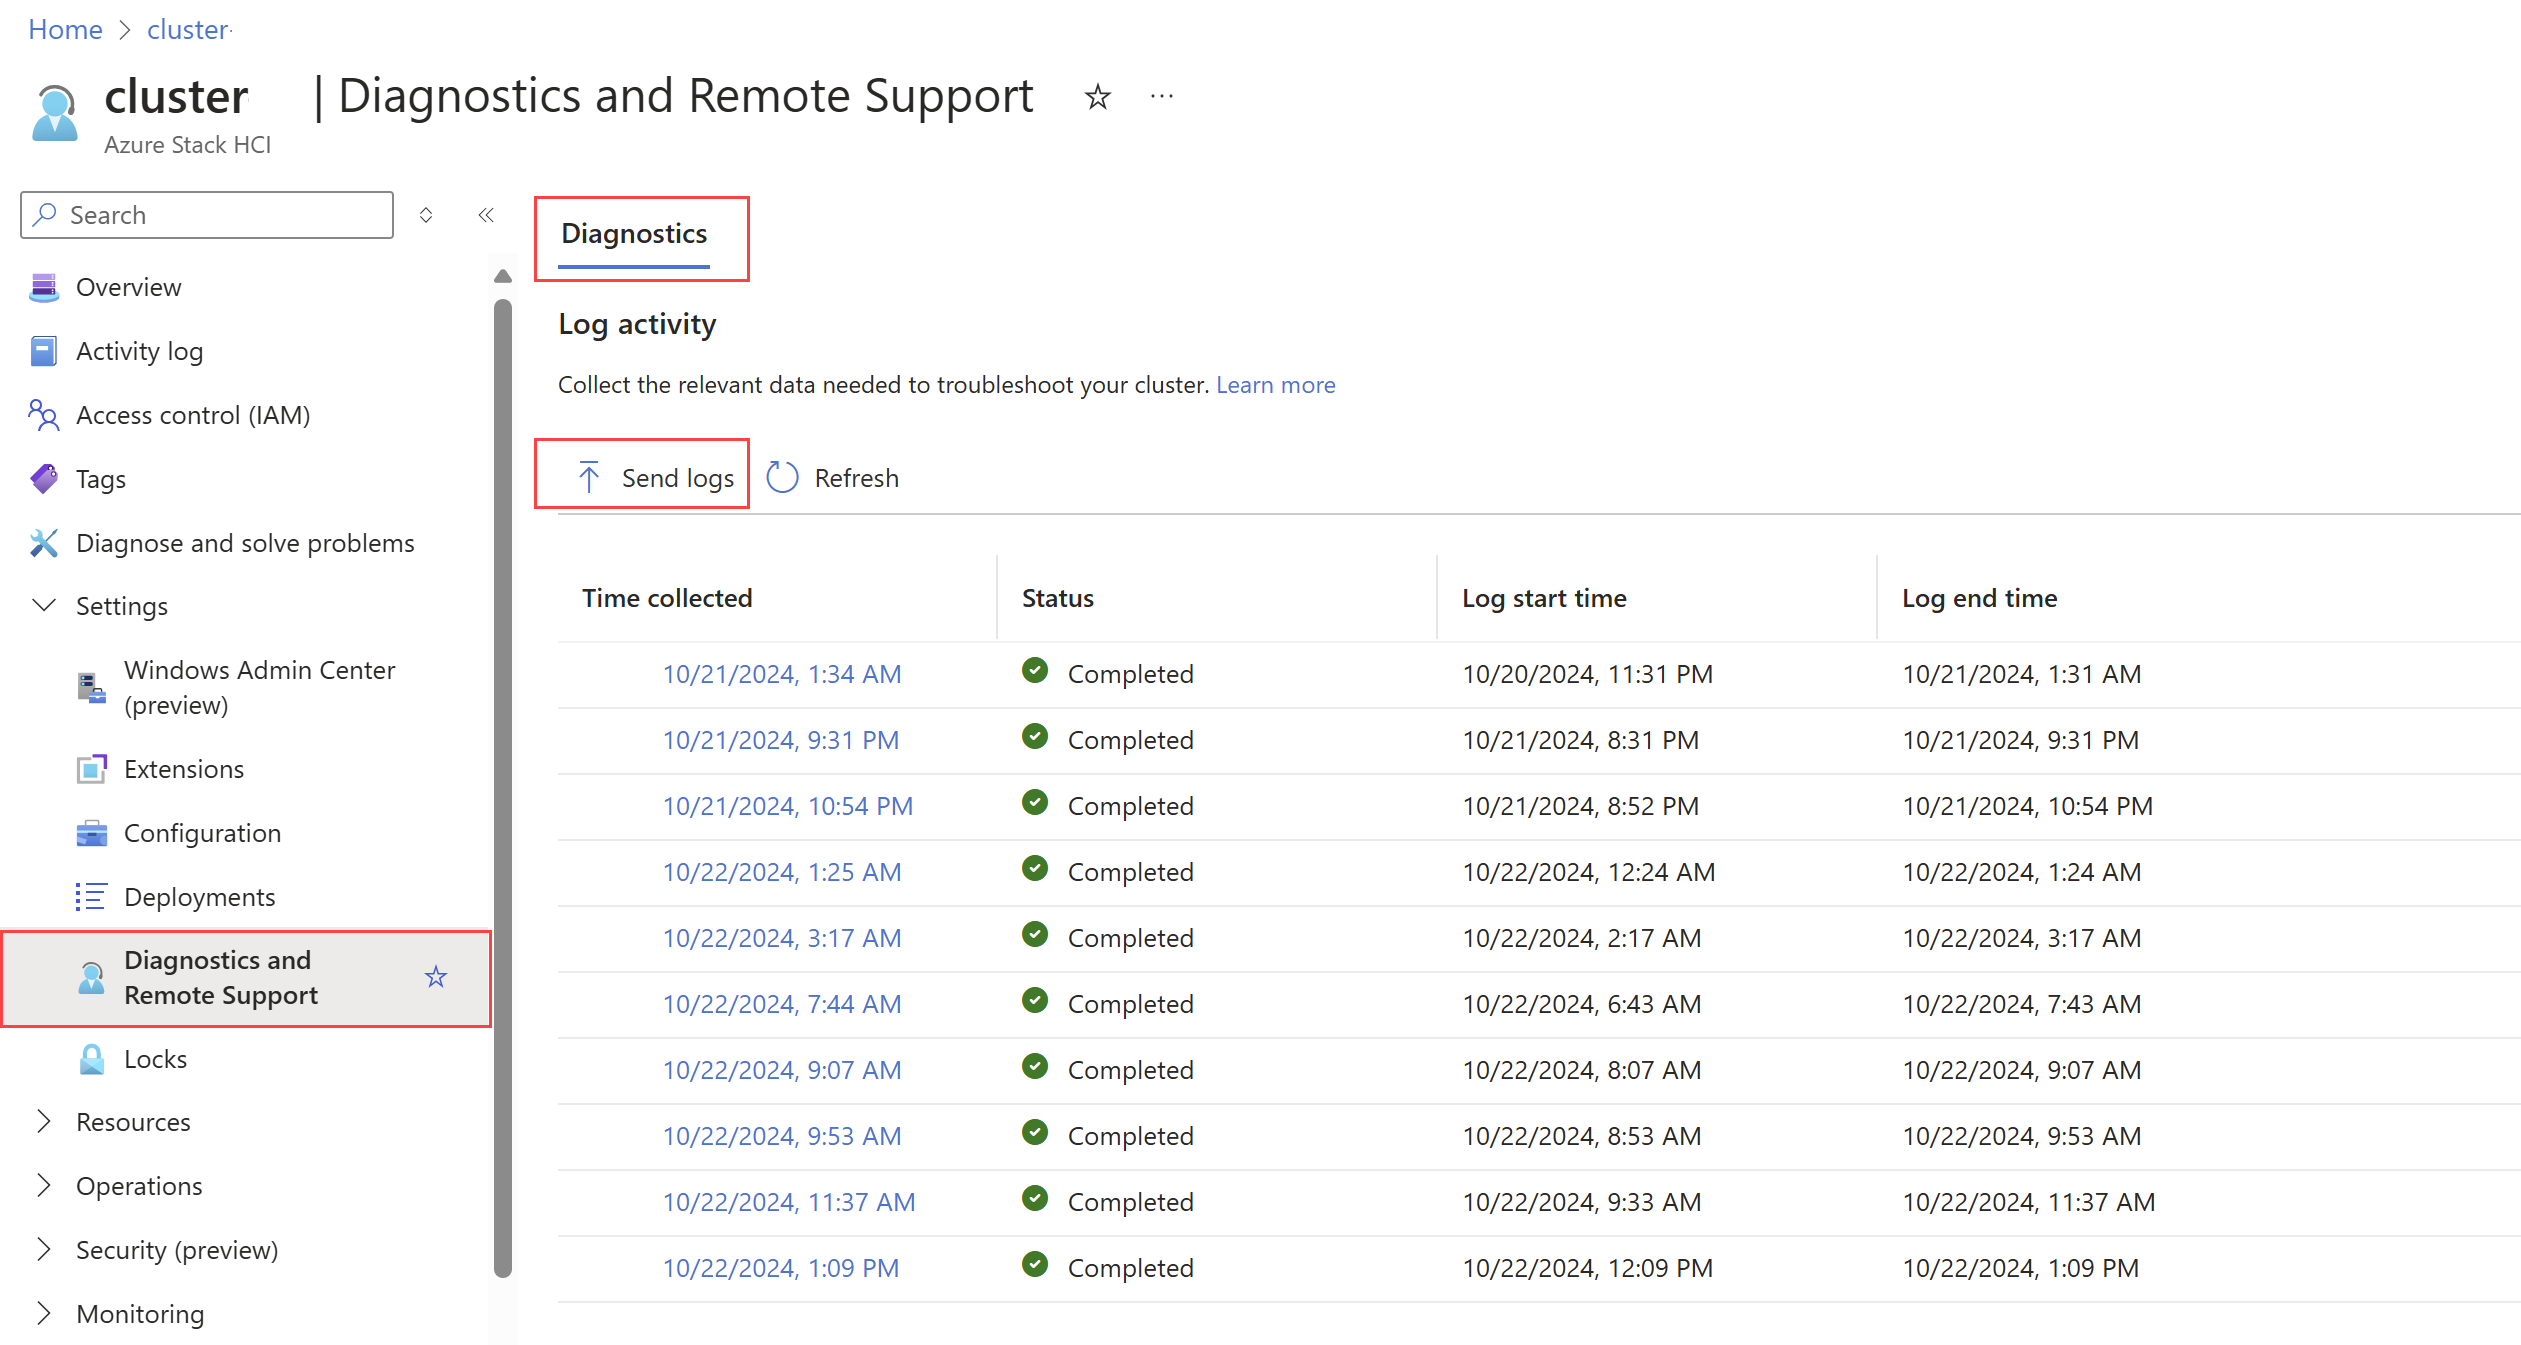 Home > cluster
cluster | Diagnostics and Remote Support
Azure Stack HCI
Search
Overview
Activity log
Access control (IAM)
Tags
Diagnose and solve problems
Settings
Windows Admin Center
(preview)
Extensions
Configuration
Deployments
Diagnostics and
Remote Support
Locks
Resources
Operations
Security (preview)
Monitoring
Diagnostics
Log activity
Collect the relevant data needed to troubleshoot your cluster. Learn more
Send logs Refresh
Time collected Status Log start time Log end time
10/21/2024, 1:34 AM Completed 10/20/2024, 11:31 PM 10/21/2024, 1:31 AM
10/21/2024, 9:31 PM Completed 10/21/2024, 8:31 PM 10/21/2024, 9:31 PM
10/21/2024, 10:54 PM Completed 10/21/2024, 8:52 PM 10/21/2024, 10:54 PM
10/22/2024, 1:25 AM Completed 10/22/2024, 12:24 AM 10/22/2024, 1:24 AM
10/22/2024, 3:17 AM Completed 10/22/2024, 2:17 AM 10/22/2024, 3:17 AM
10/22/2024, 7:44 AM Completed 10/22/2024, 6:43 AM 10/22/2024, 7:43 AM
10/22/2024, 9:07 AM Completed 10/22/2024, 8:07 AM 10/22/2024, 9:07 AM
10/22/2024, 9:53 AM Completed 10/22/2024, 8:53 AM 10/22/2024, 9:53 AM
10/22/2024, 11:37 AM Completed 10/22/2024, 9:33 AM 10/22/2024, 11:37 AM
10/22/2024, 1:09 PM Completed 10/22/2024, 12:09 PM 10/22/2024, 1:09 PM